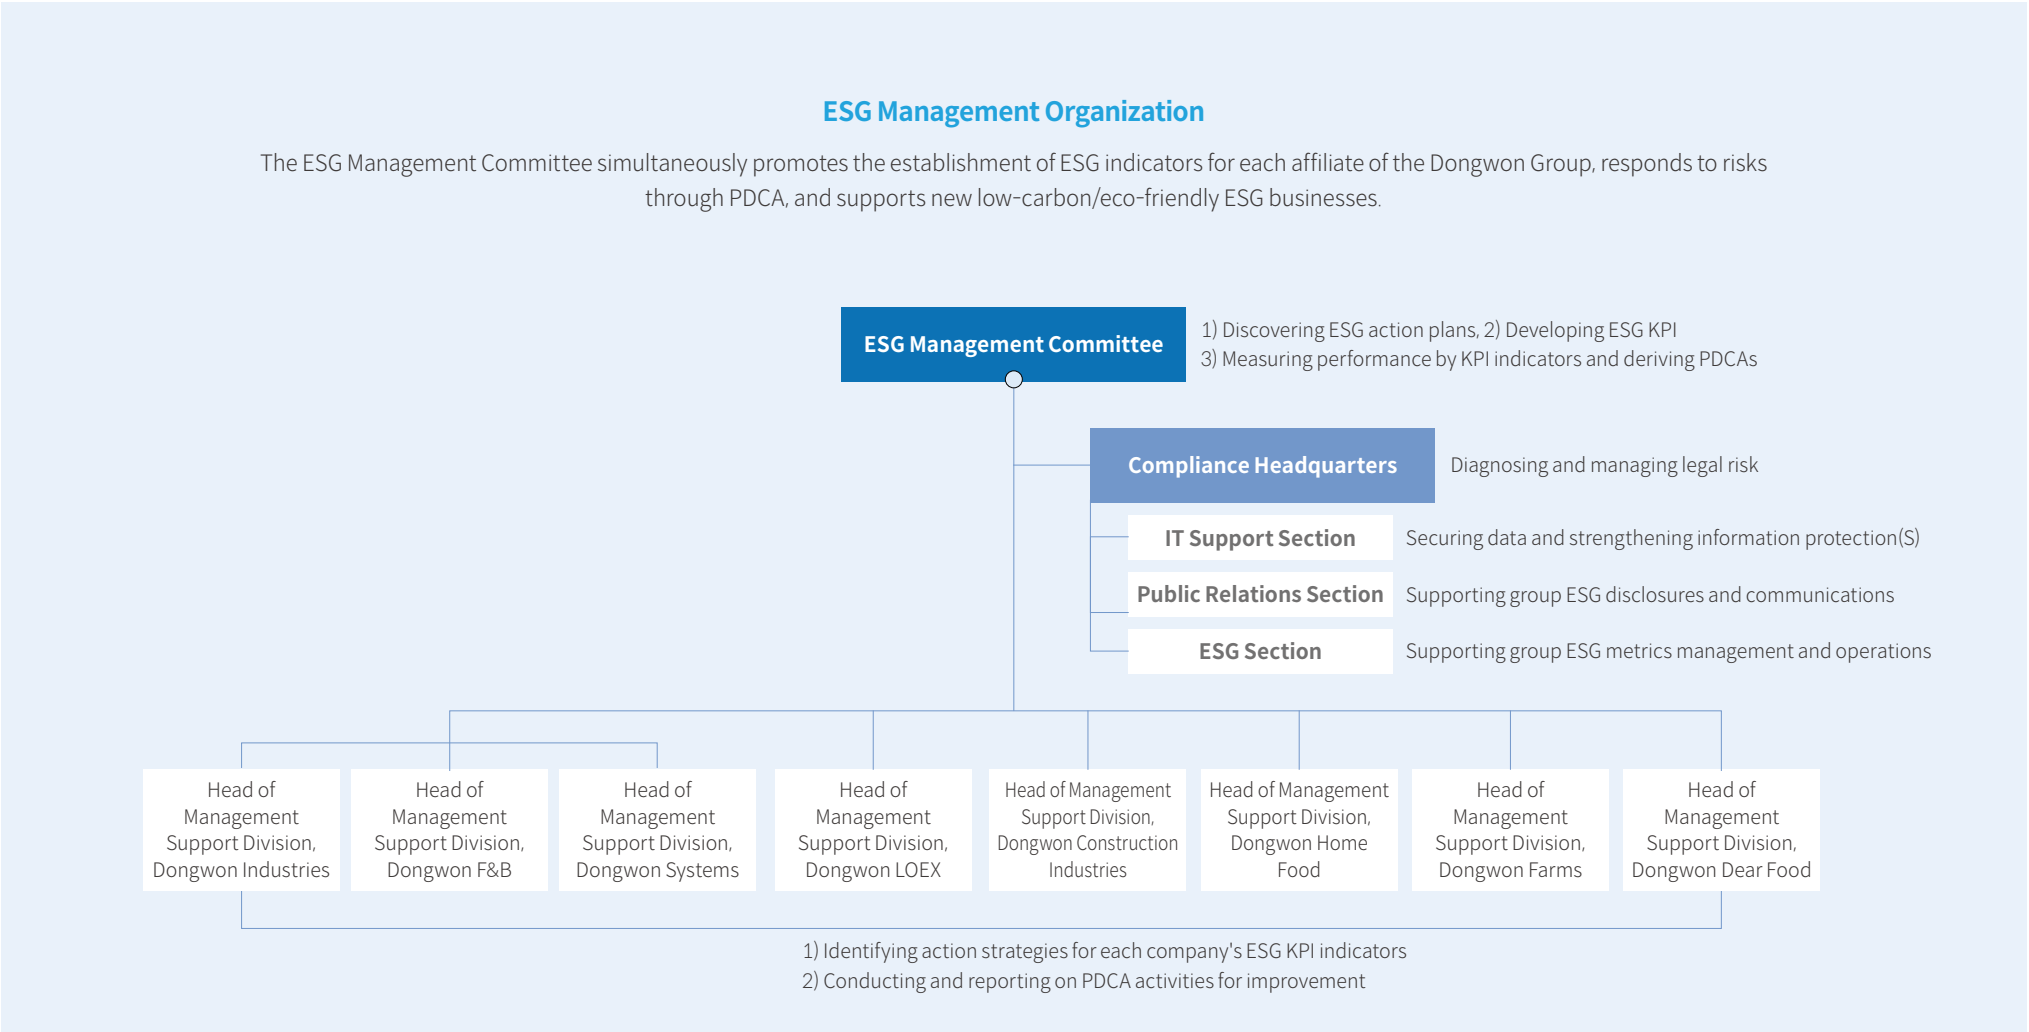 ESG Management Organization
The ESG Management Committee simultaneously promotes the establishment of ESG indicators for each affiliate of the Dongwon Group, responds to risks
through PDCA, and supports new low-carbon/eco-friendly ESG businesses.
ESG Management Committee
1) Discovering ESG action plans, 2) Developing ESG KPI
3) Measuring performance by KPI indicators and deriving PDCAs
Compliance Headquarters
Diagnosing and managing legal risk
IT Support Section
Securing data and strengthening information protection(S)
Public Relations Section
Supporting group ESG disclosures and communications
ESG Section
Supporting group ESG metrics management and operations
Head of
Management
Support Division,
Dongwon Industries
Head of
Management
Support Division,
Dongwon F&B
Head of
Management
Support Division,
Dongwon Systems
Head of
Management
Support Division,
Dongwon LOEX
Head of Management
Support Division,
Dongwon Construction
Industries
Head of Management
Support Division,
Dongwon Home
Food
Head of
Management
Support Division,
Dongwon Farms
Head of
Management
Support Division,
Dongwon Dear Food
1) Identifying action strategies for each company's ESG KPI indicators
2) Conducting and reporting on PDCA activities for improvement